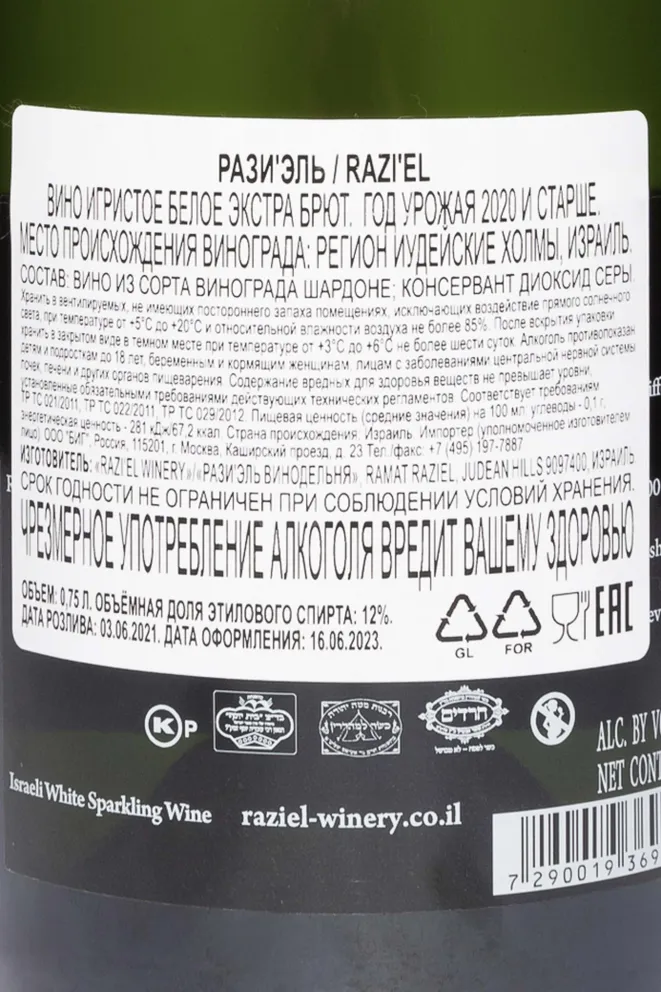 РАЗИ'ЭЛЬ / RAZI'EL
ВИНО ИГРИСТОЕ БЕЛОЕ ЭКСТРА БРЮТ. ГОД УРОЖАЯ 2020 И СТАРШЕ.
МЕСТО ПРОИСХОЖДЕНИЯ ВИНОГРАДА: РЕГИОН ИУДЕЙСКИЕ ХОЛМЫ, ИЗРАИЛЬ.
СОСТАВ: ВИНО ИЗ СОРТА ВИНОГРАДА ШАРДОНЕ; КОНСЕРВАНТ ДИОКСИД СЕРЫ.
Хранить в вентилируемых, не имеющих постороннего запаха помещениях, исключающих воздействие прямого солнечного
света, при температуре от +5°С до +20°С и относительной влажности воздуха не более 85%. После вскрытия упаковки
хранить в закрытом виде в темном месте при температуре от +3°С до +6°С не более шести суток. Алкоголь противопоказан
детям и подросткам до 18 лет, беременным и кормящим женщинам, лицам с заболеваниями центральной нервной системы
почек, печени и других органов пищеварения. Содержание вредных для здоровья веществ не превышает уровни,
установленные обязательными требованиями действующих технических регламентов. Соответствует требованиям
ТР ТС 021/2011, ТР ТС 022/2011, ТР ТС 029/2012. Пищевая ценность (средние значения) на 100 мл: углеводы - 0,1 г,
энергетическая ценность - 281 кДж/67,2 ккал. Страна происхождения: Израиль. Импортер (уполномоченное изготовителем
лицо): ООО "БИГ", Россия, 115201, г. Москва, Каширский проезд, д. 23 Тел./факс: +7 (495) 197-7887
ИЗГОТОВИТЕЛЬ: «RAZI'EL WINERY»/«РАЗИ'ЭЛЬ ВИНОДЕЛЬНЯ», RAMAT RAZIEL, JUDEAN HILLS 9097400, ИЗРАИЛЬ
СРОК ГОДНОСТИ НЕ ОГРАНИЧЕН ПРИ СОБЛЮДЕНИИ УСЛОВИЙ ХРАНЕНИЯ.
ЧРЕЗМЕРНОЕ УПОТРЕБЛЕНИЕ АЛКОГОЛЯ ВРЕДИТ ВАШЕМУ ЗДОРОВЬЮ
ОБЪЕМ: 0,75 Л. ОБЪЁМНАЯ ДОЛЯ ЭТИЛОВОГО СПИРТА: 12%.
ДАТА РОЗЛИВА: 03.06.2021. ДАТА ОФОРМЛЕНИЯ: 16.06.2023.
GL FOR EAC
K P
חרדים
ALC. BY V
NET CONT
Israeli White Sparkling Wine
raziel-winery.co.il
7 290019 369